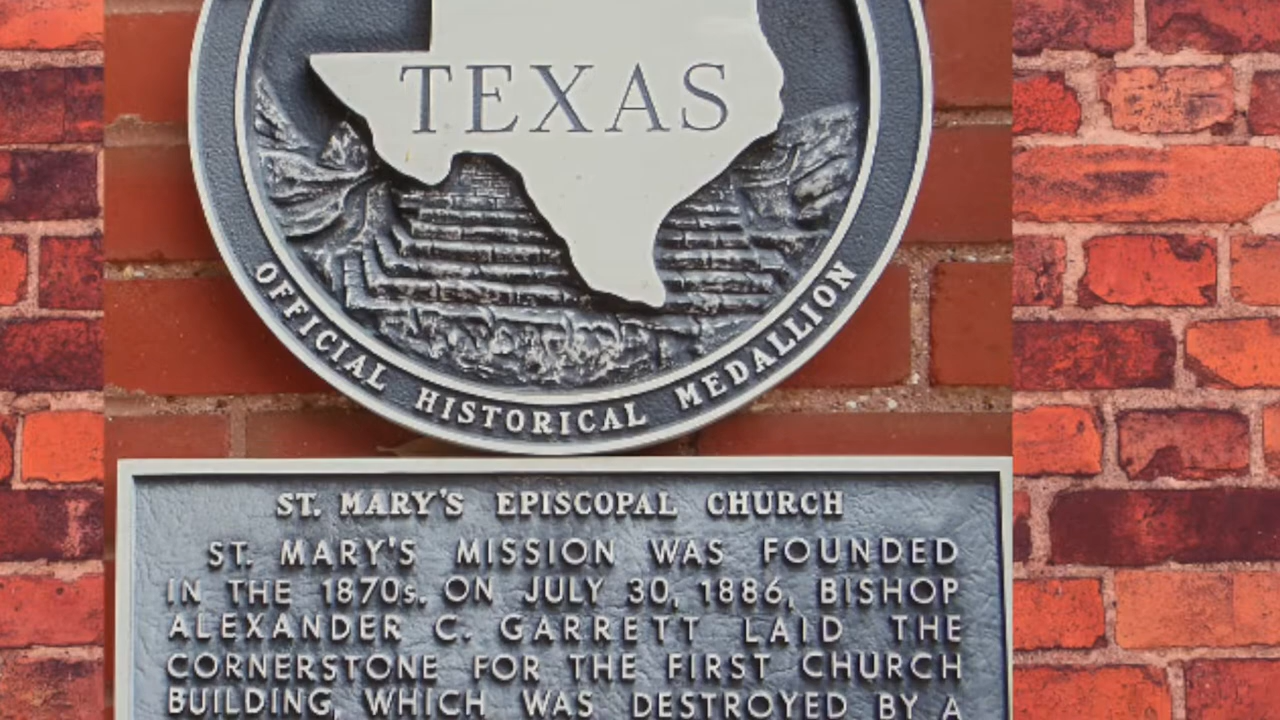 TEXAS
OFFICIAL HISTORICAL MEDALLION
ST. MARY'S EPISCOPAL CHURCH
ST. MARY'S MISSION WAS FOUNDED
IN THE 1870s. ON JULY 30, 1886, BISHOP
ALEXANDER C. GARRETT LAID THE
CORNERSTONE FOR THE FIRST CHURCH
BUILDING, WHICH WAS DESTROYED BY A